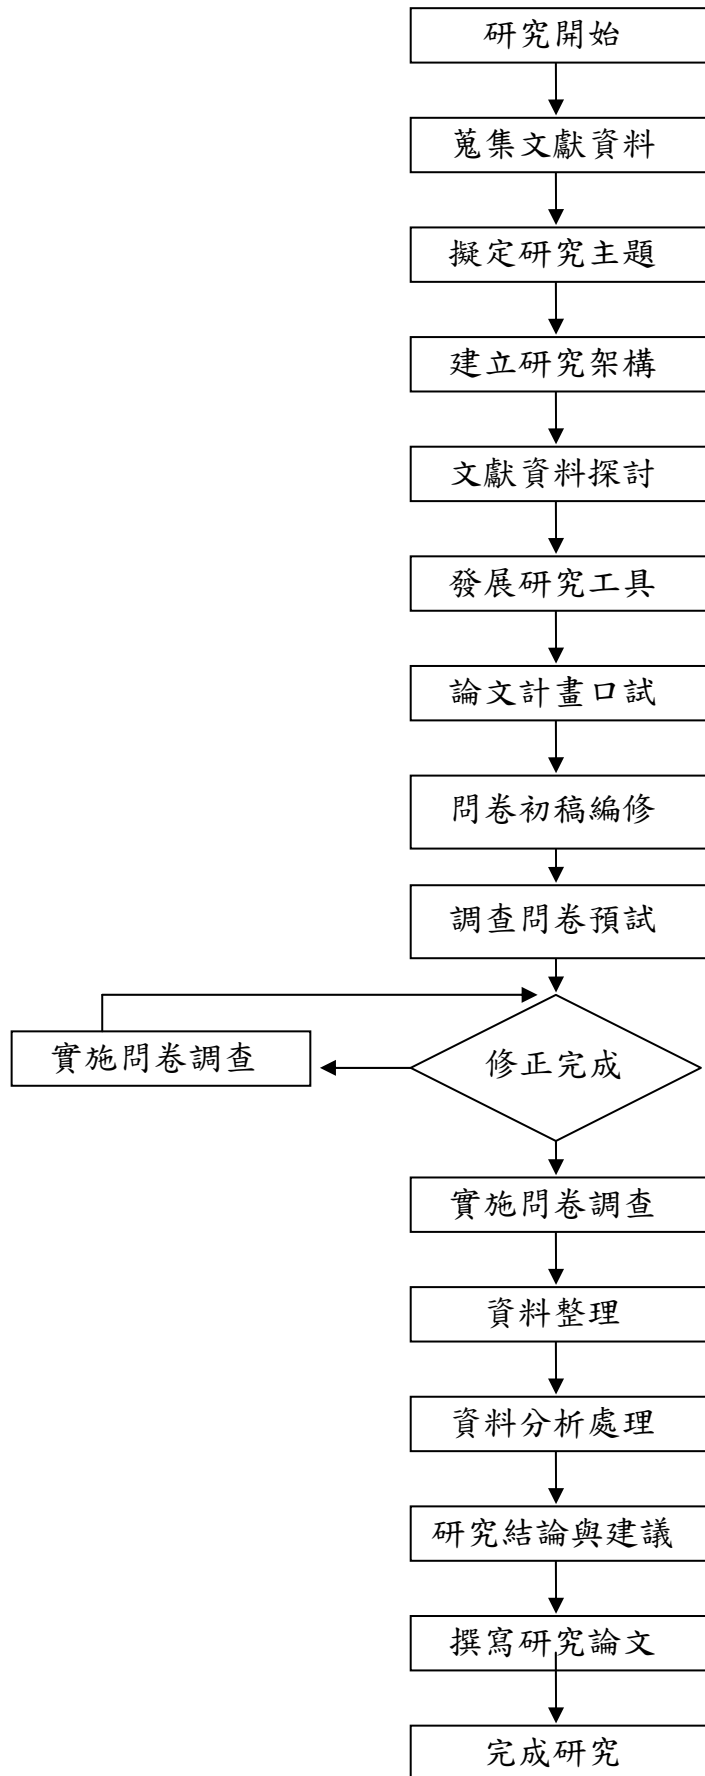 研究開始
蒐集文獻資料
擬定研究主題
建立研究架構
文獻資料探討
發展研究工具
論文計畫口試
問卷初稿編修
調查問卷預試
修正完成
實施問卷調查
實施問卷調查
資料整理
資料分析處理
研究結論與建議
撰寫研究論文
完成研究